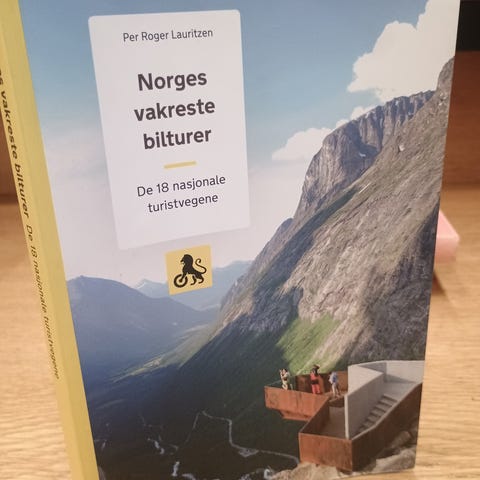 Per Roger Lauritzen
Norges
vakreste
bilturer
De 18 nasjonale
turistvegene
vakreste bilturer De 18 nasjonale turistvegene